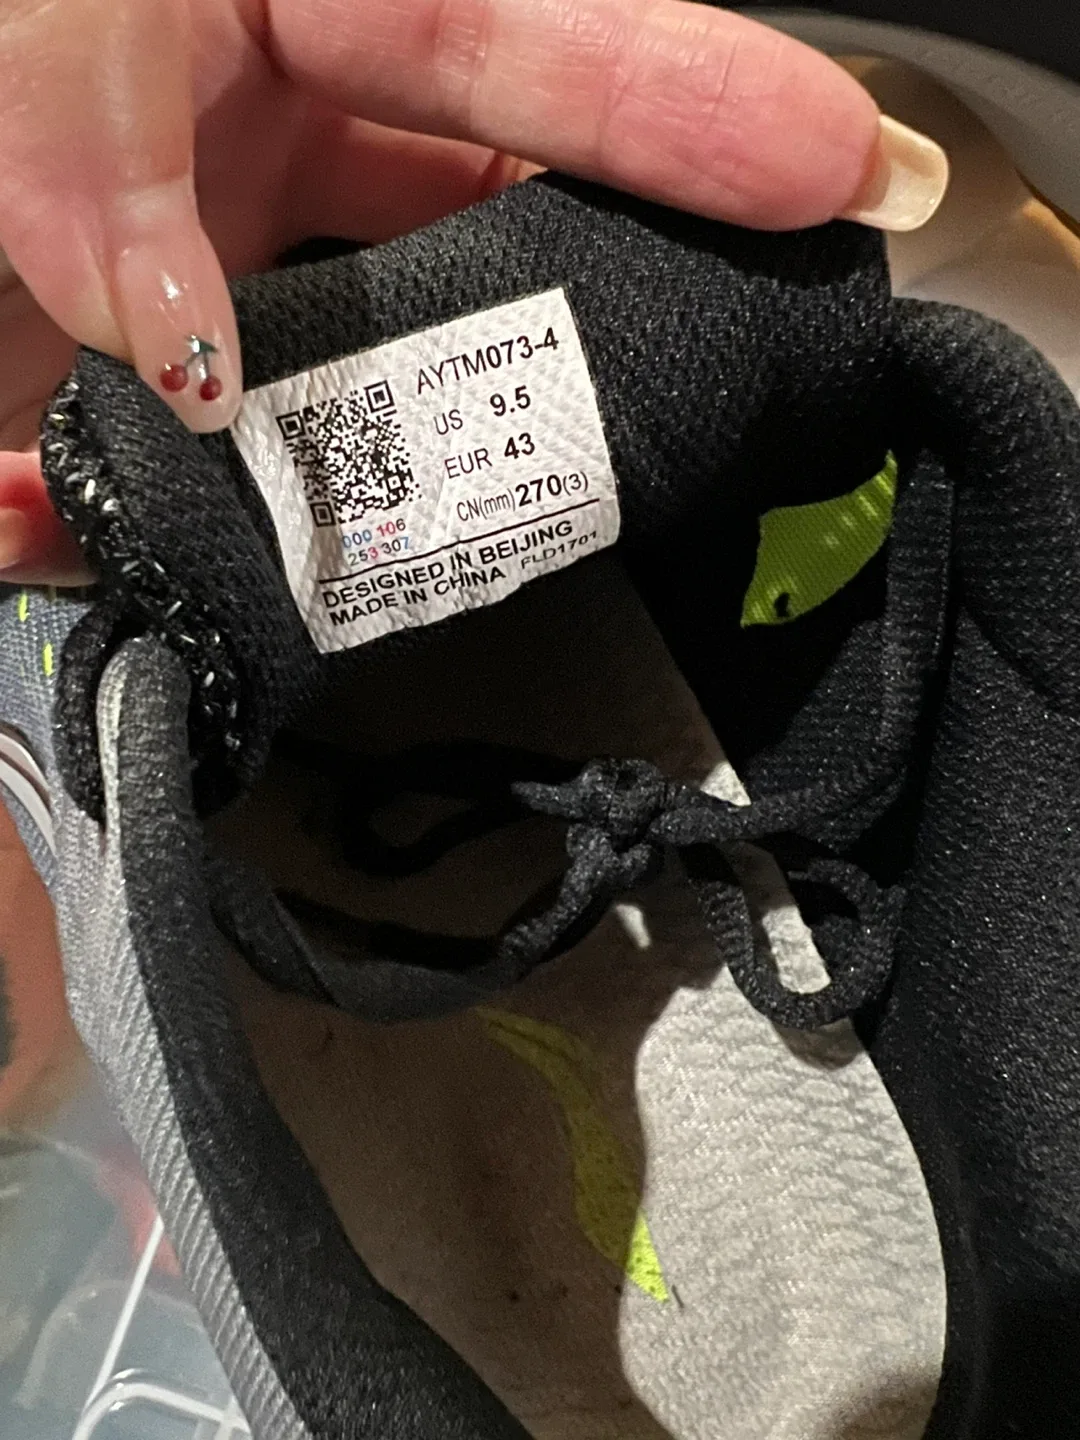 AYTM073-4
US 9.5
EUR 43
CN(mm) 270(3)
000 106
253 307
DESIGNED IN BEIJING
MADE IN CHINA FLD1701